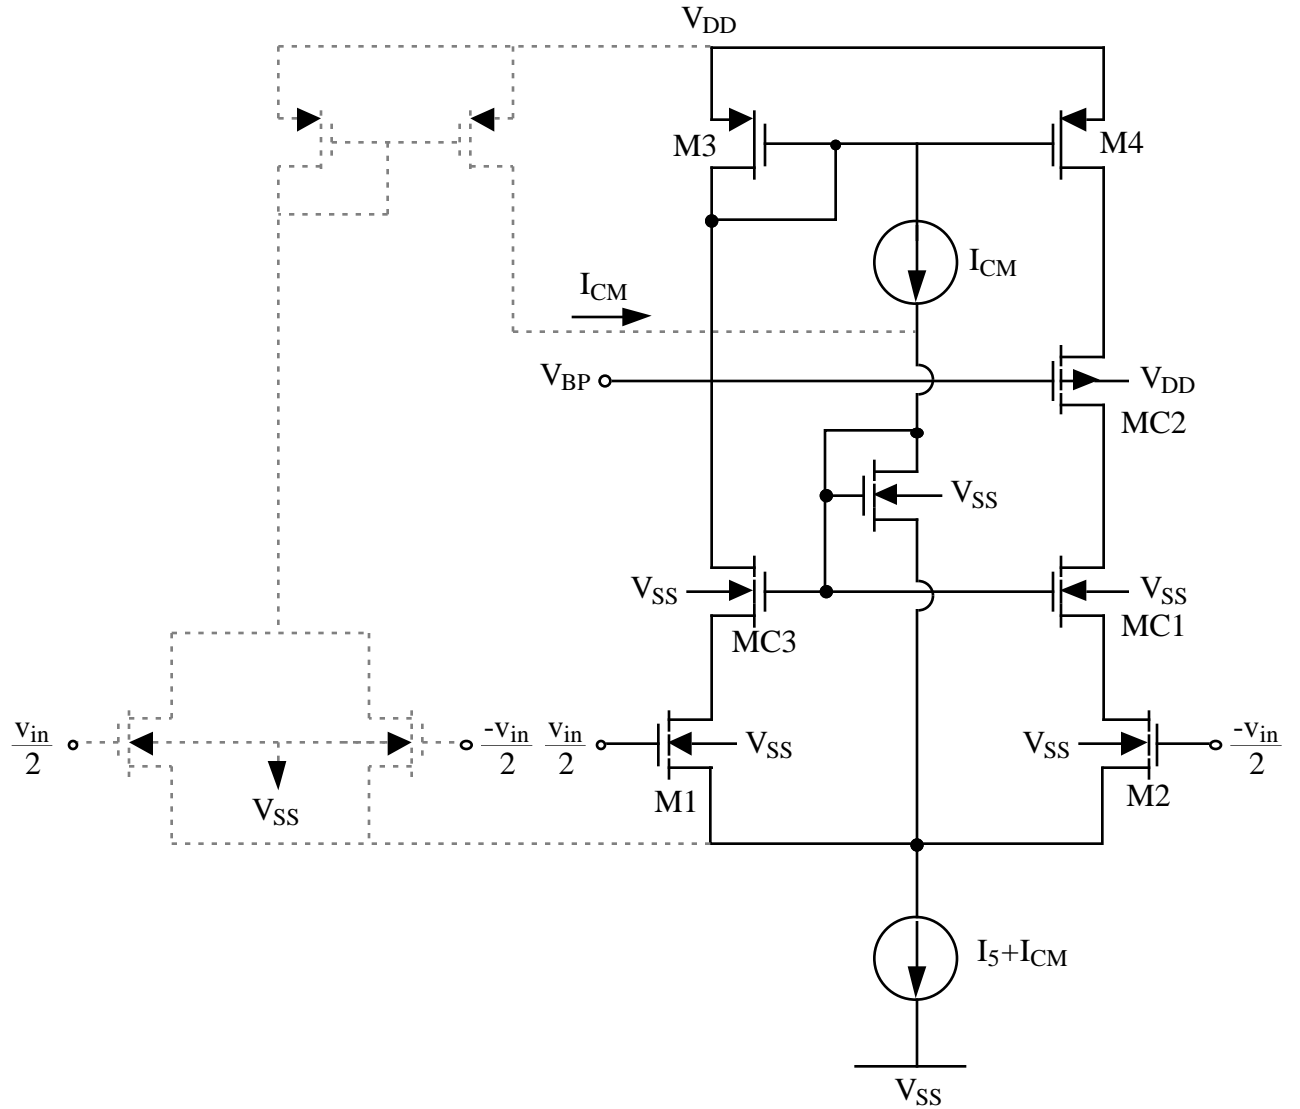 VDD
M3
M4
ICM
ICM
VBP
VDD
MC2
VSS
VSS
VSS
MC3
MC1
vin
2
-vin
2
vin
2
VSS
VSS
-vin
2
VSS
M1
M2
I5+ICM
VSS